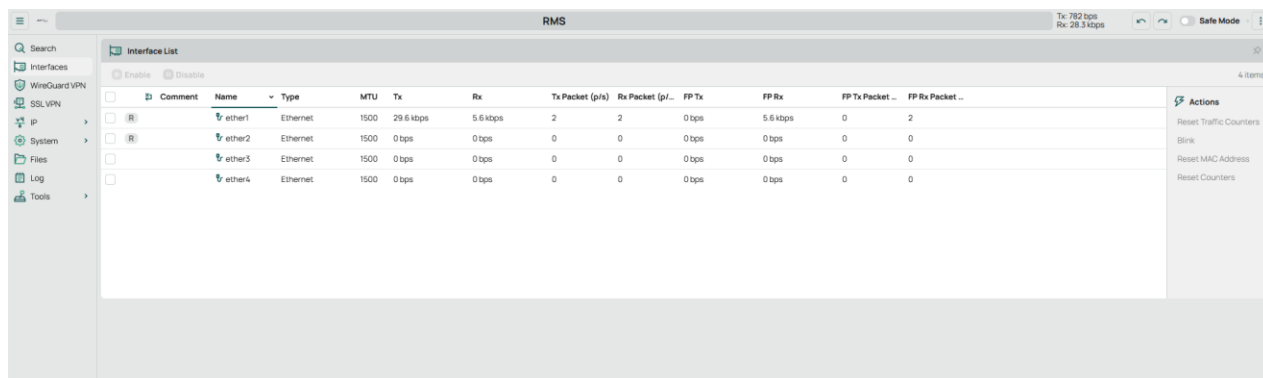 RMS
Tx: 782 bps
Rx: 28.3 kbps
Safe Mode
Search
Interfaces
WireGuard VPN
SSL VPN
IP
System
Files
Log
Tools
Interface List
Enable Disable
4 items
Comment Name Type MTU Tx Rx Tx Packet (p/s) Rx Packet (p/... FP Tx FP Rx FP Tx Packet ... FP Rx Packet ...
R ether1 Ethernet 1500 29.6 kbps 5.6 kbps 2 2 0 bps 5.6 kbps 0 2
R ether2 Ethernet 1500 0 bps 0 bps 0 0 0 bps 0 bps 0 0
ether3 Ethernet 1500 0 bps 0 bps 0 0 0 bps 0 bps 0 0
ether4 Ethernet 1500 0 bps 0 bps 0 0 0 bps 0 bps 0 0
Actions
Reset Traffic Counters
Blink
Reset MAC Address
Reset Counters